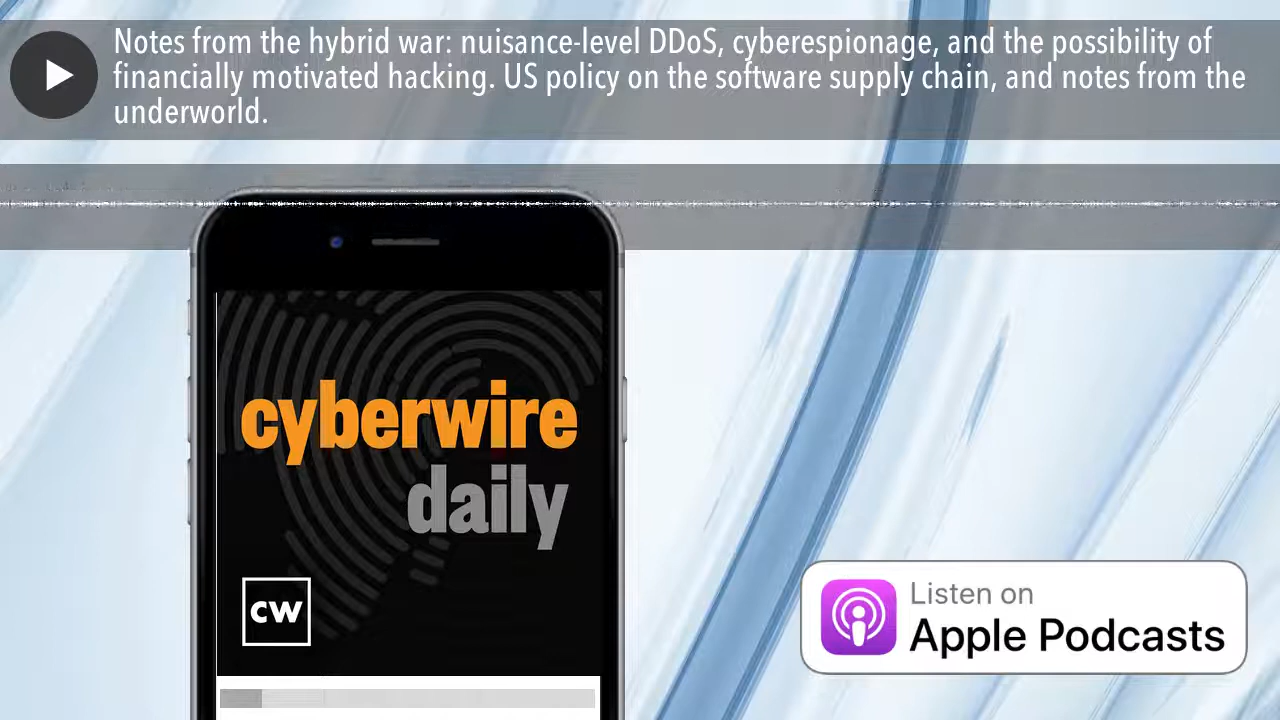 Notes from the hybrid war: nuisance-level DDoS, cyberespionage, and the possibility of
financially motivated hacking. US policy on the software supply chain, and notes from the
underworld.
cyberwire
daily
CW
Listen on
Apple Podcasts